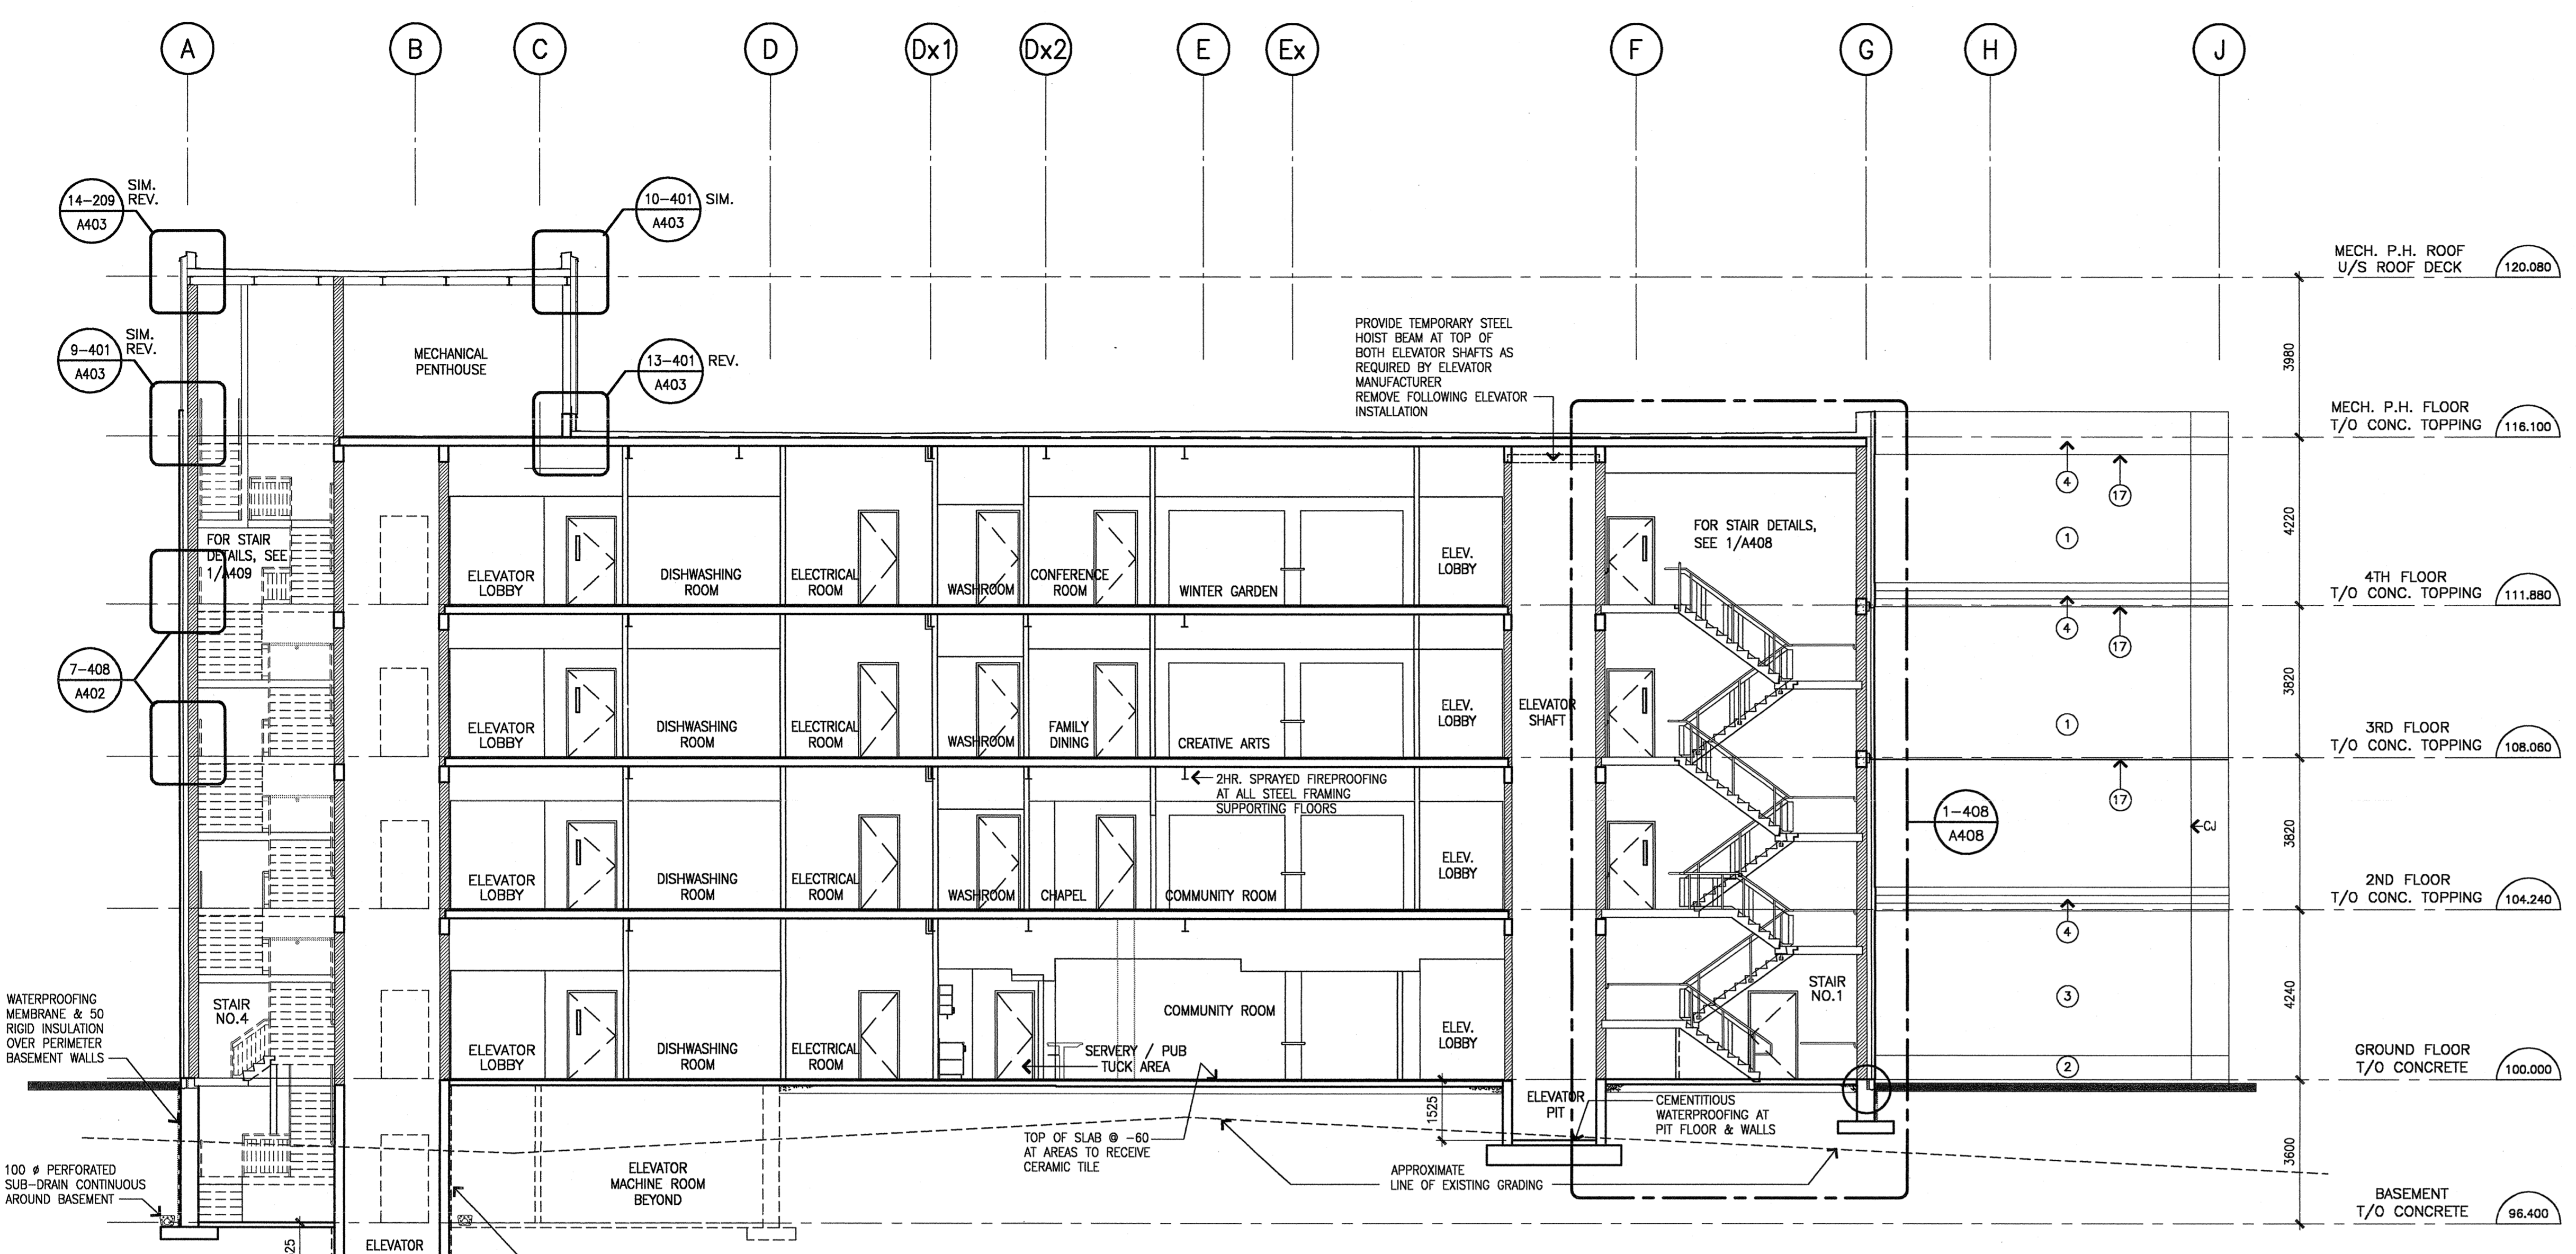 A B C D Dx1 Dx2 E Ex F G H J
14-209
A403
SIM.
REV.
10-401
A403
SIM.
9-401
A403
SIM.
REV.
13-401
A403
REV.
7-408
A402
MECHANICAL
PENTHOUSE
PROVIDE TEMPORARY STEEL
HOIST BEAM AT TOP OF
BOTH ELEVATOR SHAFTS AS
REQUIRED BY ELEVATOR
MANUFACTURER
REMOVE FOLLOWING ELEVATOR
INSTALLATION
MECH. P.H. ROOF
U/S ROOF DECK
120.080
3980
MECH. P.H. FLOOR
T/O CONC. TOPPING
116.100
4220
4TH FLOOR
T/O CONC. TOPPING
111.880
3820
3RD FLOOR
T/O CONC. TOPPING
108.060
3820
2ND FLOOR
T/O CONC. TOPPING
104.240
4240
GROUND FLOOR
T/O CONCRETE
100.000
3600
BASEMENT
T/O CONCRETE
96.400
FOR STAIR
DETAILS, SEE
1/A409
ELEVATOR
LOBBY
DISHWASHING
ROOM
ELECTRICAL
ROOM
WASHROOM
CONFERENCE
ROOM
WINTER GARDEN
ELEV.
LOBBY
FOR STAIR DETAILS,
SEE 1/A408
4
17
1
4
17
ELEVATOR
LOBBY
DISHWASHING
ROOM
ELECTRICAL
ROOM
WASHROOM
FAMILY
DINING
CREATIVE ARTS
ELEV.
LOBBY
ELEVATOR
SHAFT
1
17
2HR. SPRAYED FIREPROOFING
AT ALL STEEL FRAMING
SUPPORTING FLOORS
ELEVATOR
LOBBY
DISHWASHING
ROOM
ELECTRICAL
ROOM
WASHROOM
CHAPEL
COMMUNITY ROOM
ELEV.
LOBBY
1-408
A408
CJ
4
STAIR
NO.4
ELEVATOR
LOBBY
DISHWASHING
ROOM
ELECTRICAL
ROOM
SERVERY / PUB
TUCK AREA
COMMUNITY ROOM
ELEV.
LOBBY
STAIR
NO.1
3
2
WATERPROOFING
MEMBRANE & 50
RIGID INSULATION
OVER PERIMETER
BASEMENT WALLS
100 ø PERFORATED
SUB-DRAIN CONTINUOUS
AROUND BASEMENT
ELEVATOR
MACHINE ROOM
BEYOND
TOP OF SLAB @ -60
AT AREAS TO RECEIVE
CERAMIC TILE
1525
ELEVATOR
PIT
CEMENTITIOUS
WATERPROOFING AT
PIT FLOOR & WALLS
APPROXIMATE
LINE OF EXISTING GRADING
25
ELEVATOR